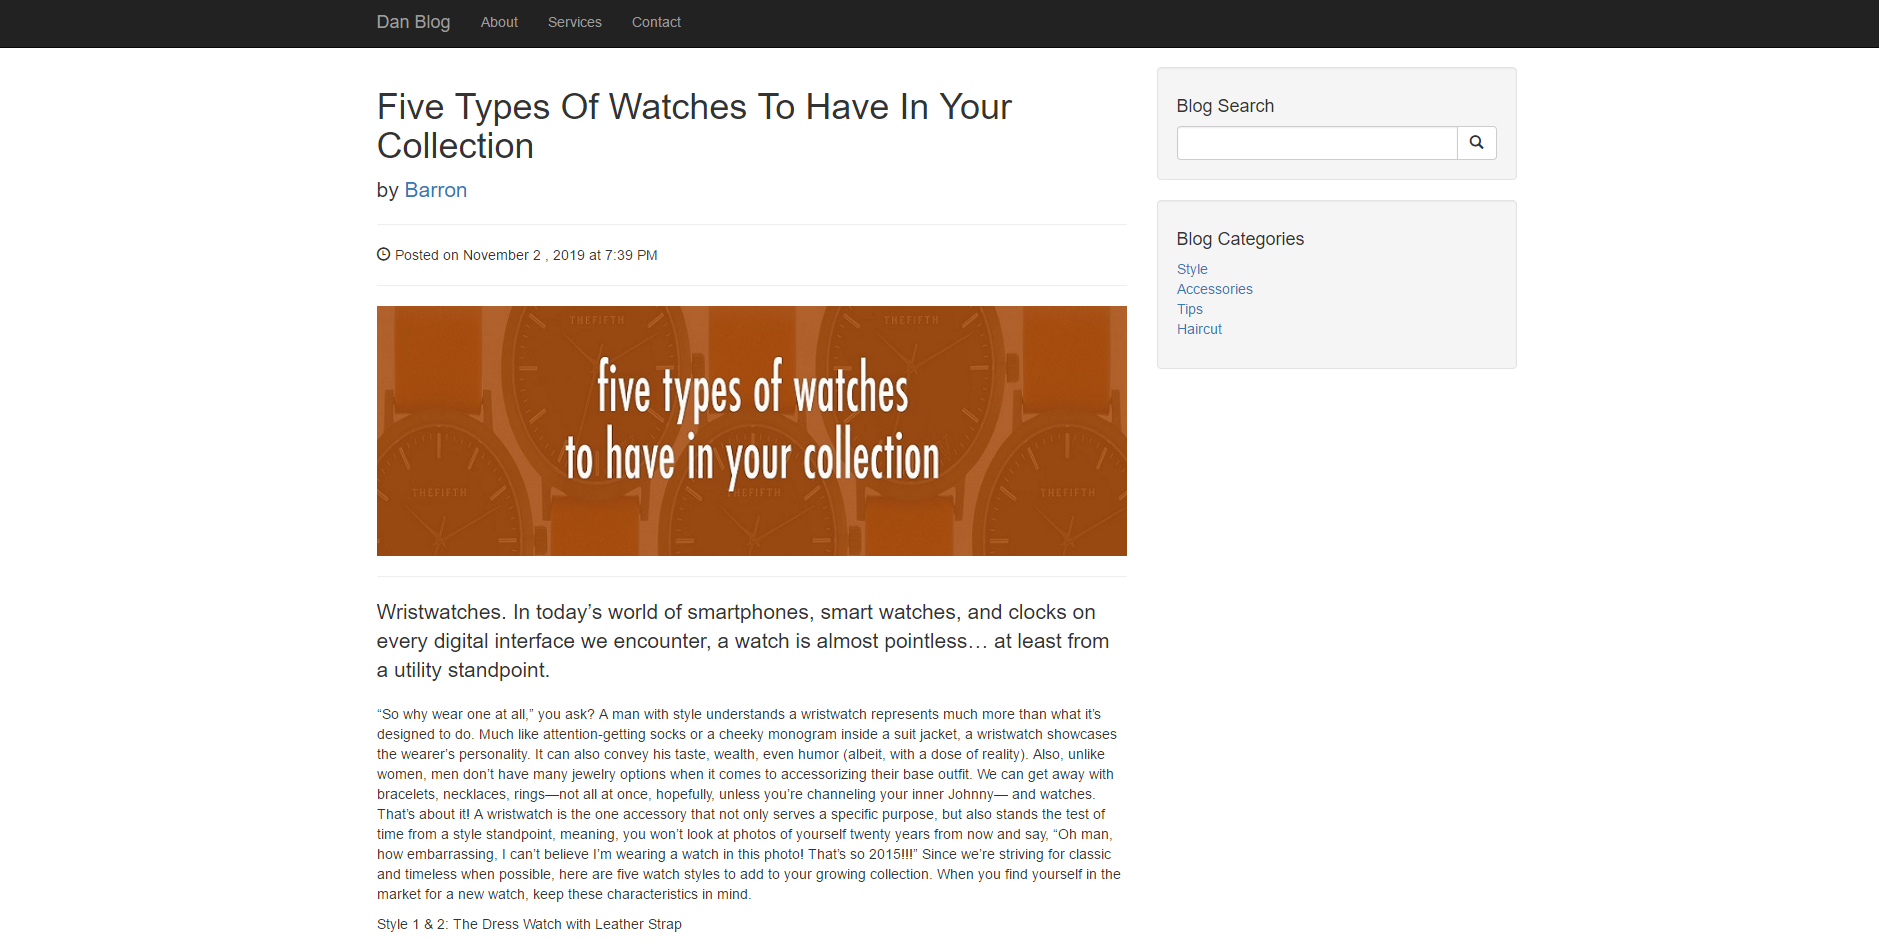 Dan Blog About Services Contact
Five Types Of Watches To Have In Your
Collection
by Barron
Posted on November 2 , 2019 at 7:39 PM
THEFIFTH THEFIFTH
five types of watches
to have in your collection
THEFIFTH THEFIFTH THEFIFTH
Wristwatches. In today’s world of smartphones, smart watches, and clocks on
every digital interface we encounter, a watch is almost pointless… at least from
a utility standpoint.
“So why wear one at all,” you ask? A man with style understands a wristwatch represents much more than what it’s
designed to do. Much like attention-getting socks or a cheeky monogram inside a suit jacket, a wristwatch showcases
the wearer’s personality. It can also convey his taste, wealth, even humor (albeit, with a dose of reality). Also, unlike
women, men don’t have many jewelry options when it comes to accessorizing their base outfit. We can get away with
bracelets, necklaces, rings—not all at once, hopefully, unless you’re channeling your inner Johnny— and watches.
That’s about it! A wristwatch is the one accessory that not only serves a specific purpose, but also stands the test of
time from a style standpoint, meaning, you won’t look at photos of yourself twenty years from now and say, “Oh man,
how embarrassing, I can’t believe I’m wearing a watch in this photo! That’s so 2015!!!” Since we’re striving for classic
and timeless when possible, here are five watch styles to add to your growing collection. When you find yourself in the
market for a new watch, keep these characteristics in mind.
Style 1 & 2: The Dress Watch with Leather Strap
Blog Search
Blog Categories
Style
Accessories
Tips
Haircut